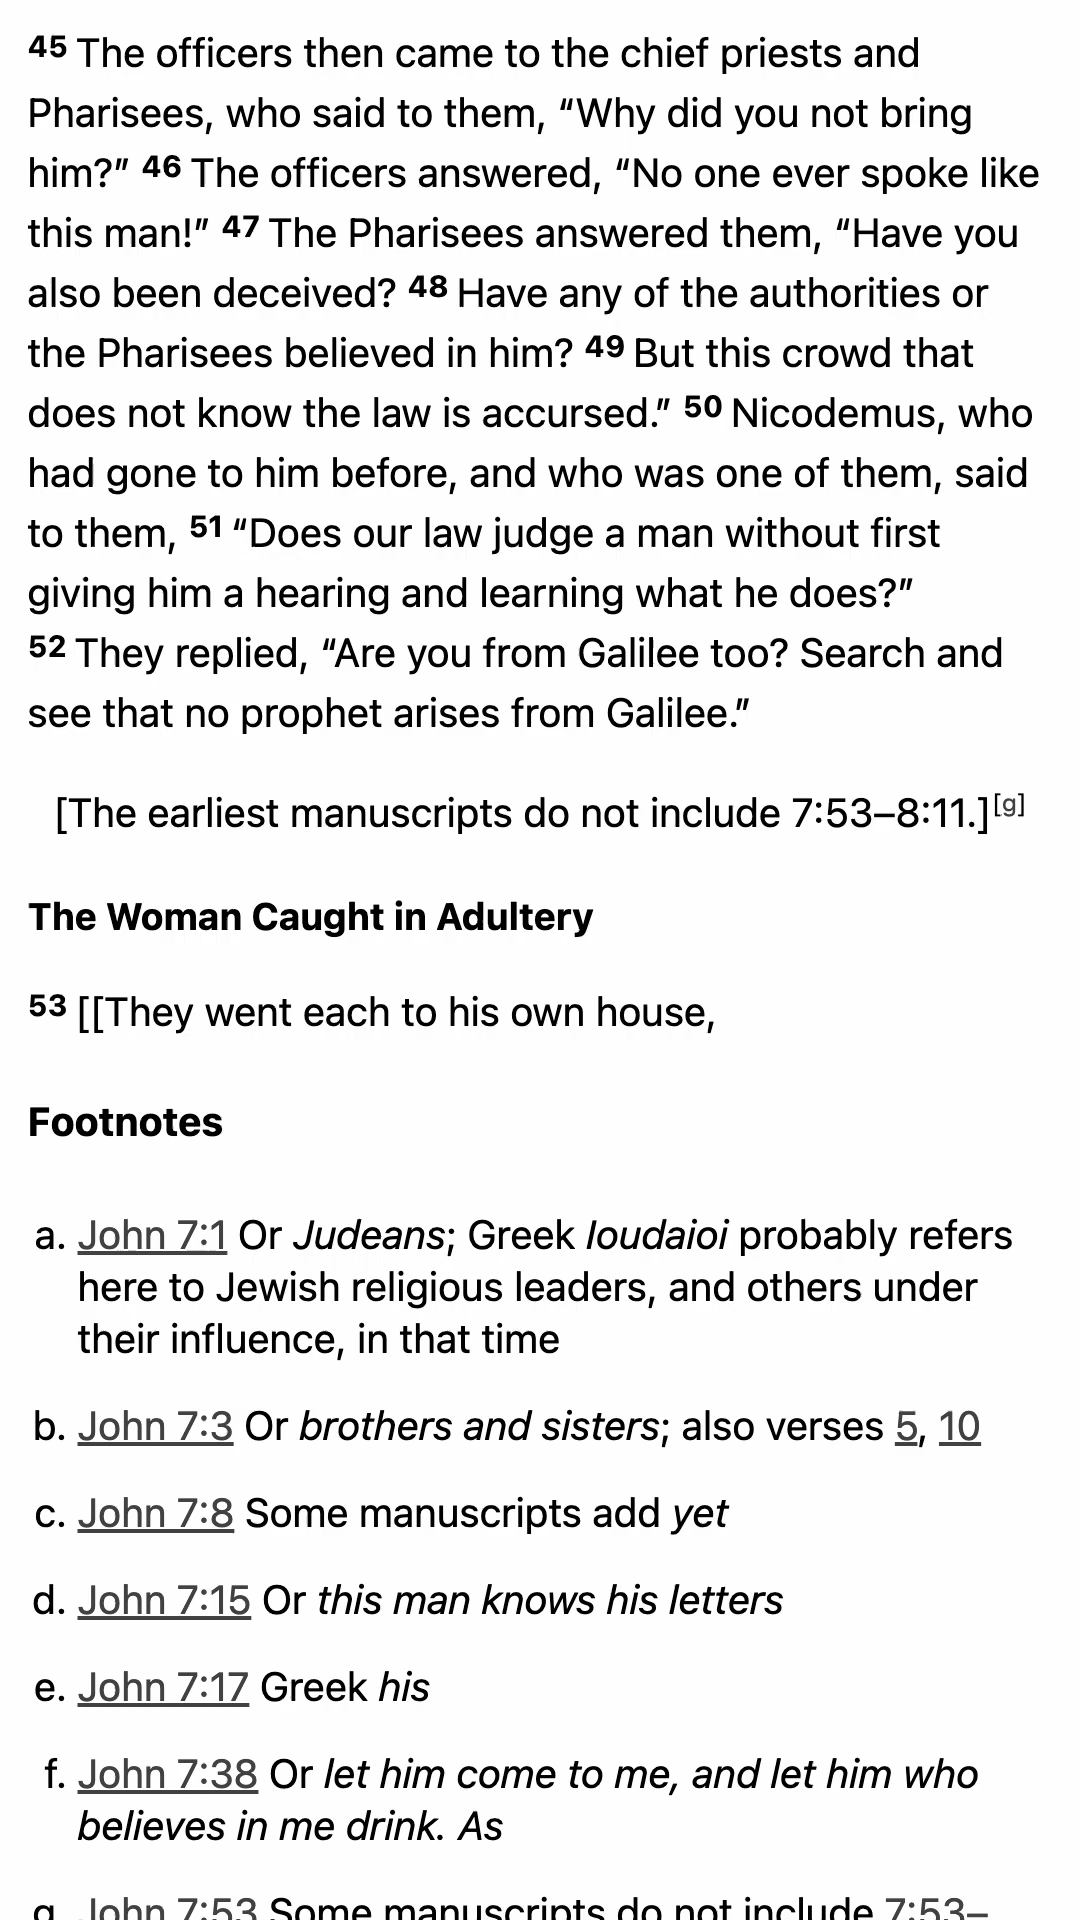 45 The officers then came to the chief priests and
Pharisees, who said to them, “Why did you not bring
him?” 46 The officers answered, “No one ever spoke like
this man!” 47 The Pharisees answered them, “Have you
also been deceived? 48 Have any of the authorities or
the Pharisees believed in him? 49 But this crowd that
does not know the law is accursed.” 50 Nicodemus, who
had gone to him before, and who was one of them, said
to them, 51 “Does our law judge a man without first
giving him a hearing and learning what he does?”
52 They replied, “Are you from Galilee too? Search and
see that no prophet arises from Galilee.”
[The earliest manuscripts do not include 7:53–8:11.][g]
The Woman Caught in Adultery
53 [[They went each to his own house,
Footnotes
a. John 7:1 Or Judeans; Greek Ioudaioi probably refers
here to Jewish religious leaders, and others under
their influence, in that time
b. John 7:3 Or brothers and sisters; also verses 5, 10
c. John 7:8 Some manuscripts add yet
d. John 7:15 Or this man knows his letters
e. John 7:17 Greek his
f. John 7:38 Or let him come to me, and let him who
believes in me drink. As
g. John 7:53 Some manuscripts do not include 7:53–